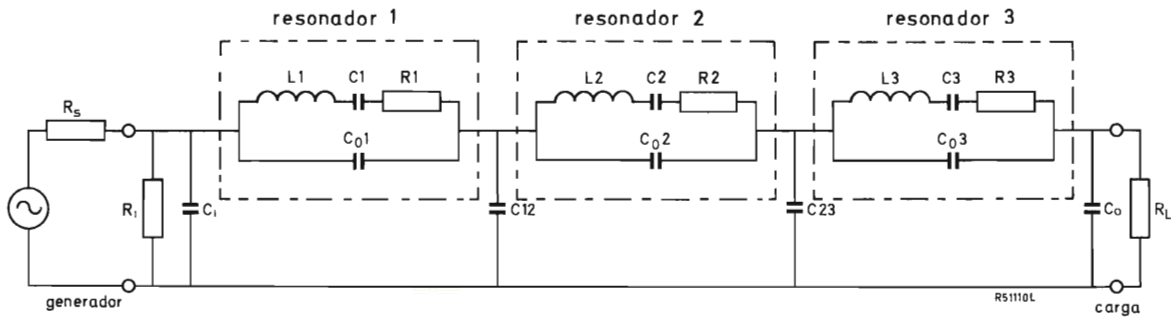 resonador 1
resonador 2
resonador 3
L1 C1 R1
L2 C2 R2
L3 C3 R3
Rs
C01
C02
C03
Ri
Ci
C12
C23
Co
RL
generador
R51110L
carga